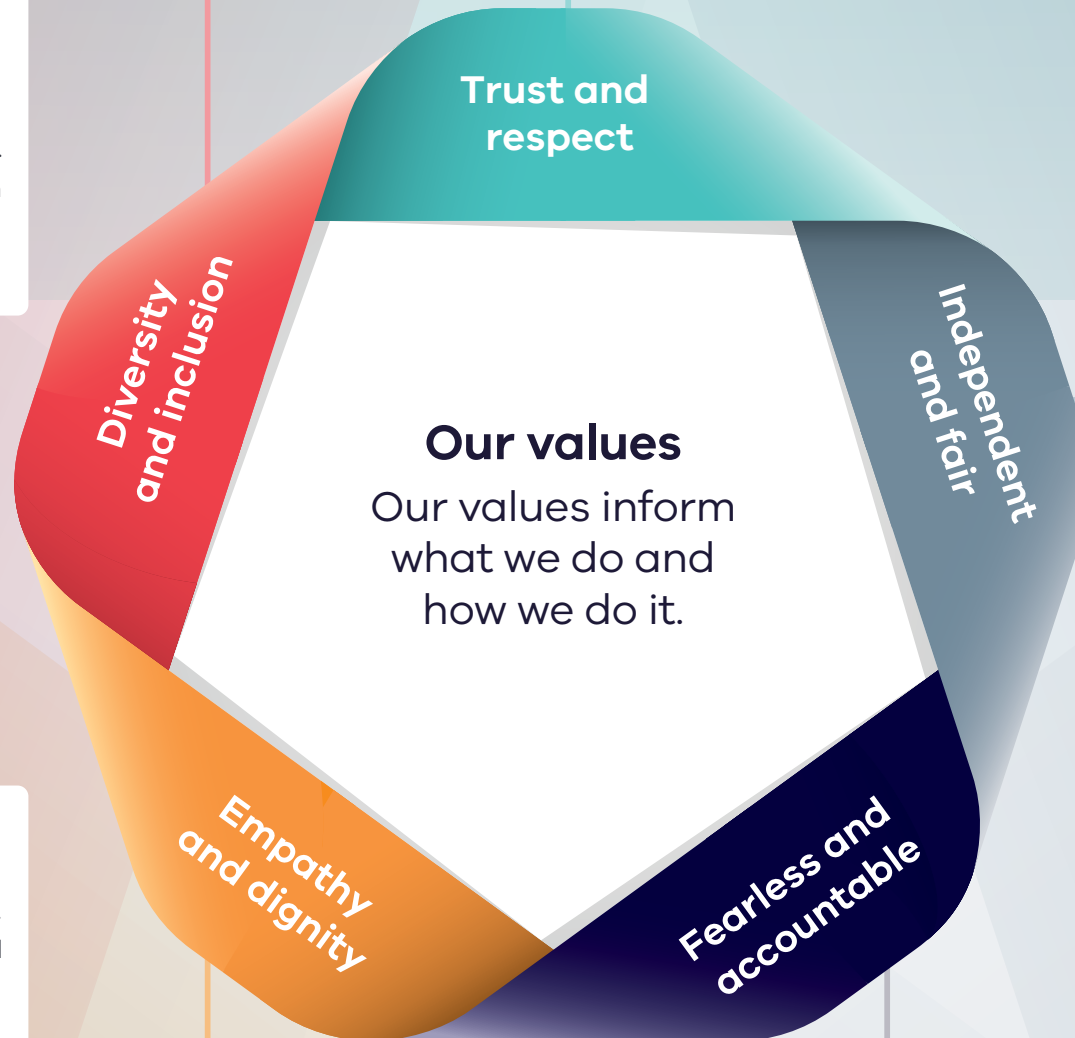 Trust and
respect
Independent
and fair
Fearless and
accountable
Empathy
and dignity
Diversity
and inclusion
Our values
Our values inform
what we do and
how we do it.